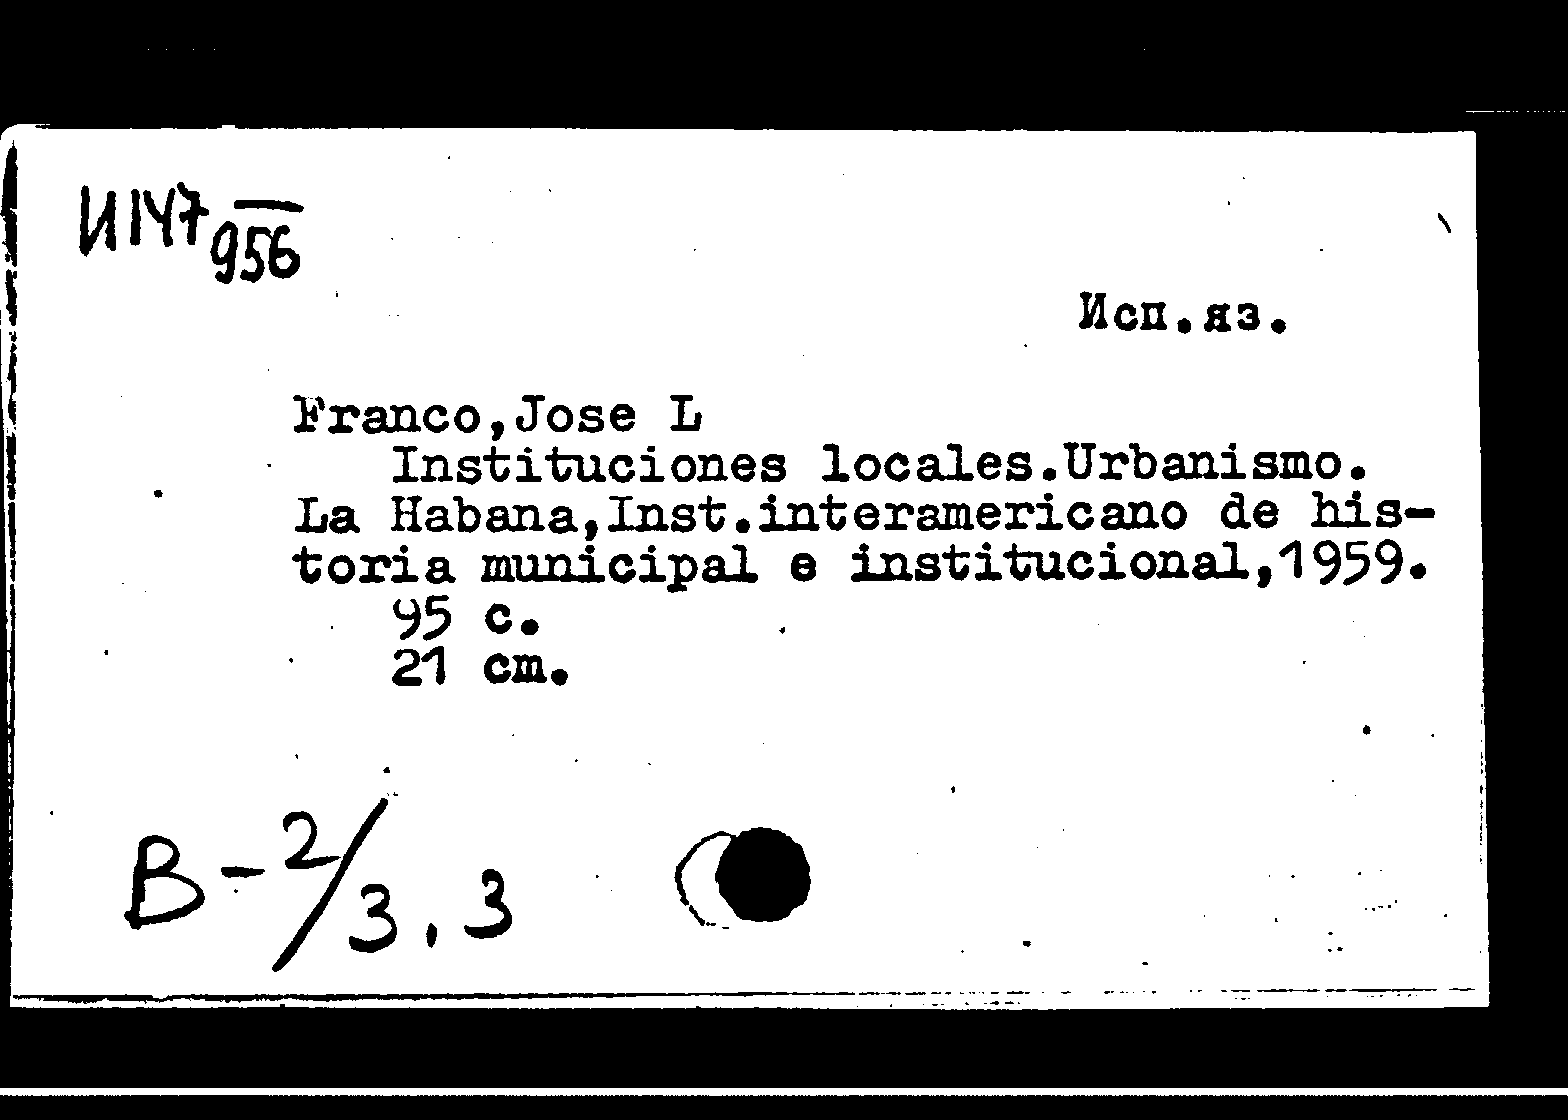 И147
956
Исп.яз.
Franco,Jose L
Instituciones locales.Urbanismo.
La Habana,Inst.interamericano de his-
toria municipal e institucional,1959.
95 с.
21 cm.
В-2/3.3